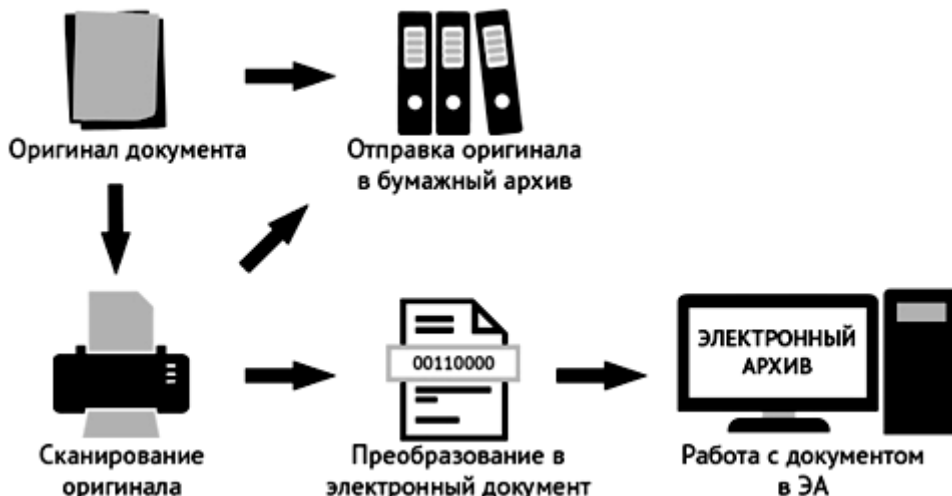 Оригинал документа
Отправка оригинала
в бумажный архив
Сканирование
оригинала
00110000
Преобразование в
электронный документ
ЭЛЕКТРОННЫЙ
АРХИВ
Работа с документом
в ЭА